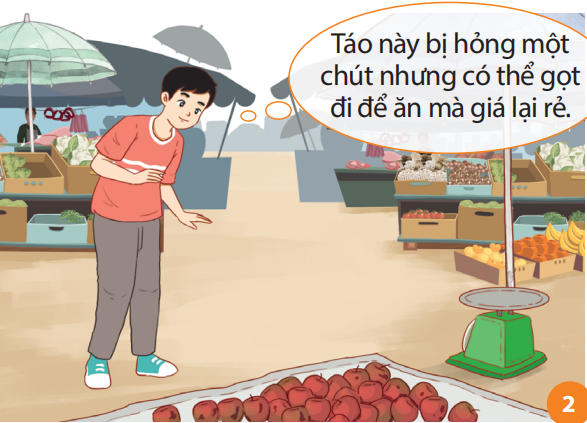 Táo này bị hỏng một
chút nhưng có thể gọt
đi để ăn mà giá lại rẻ.
2